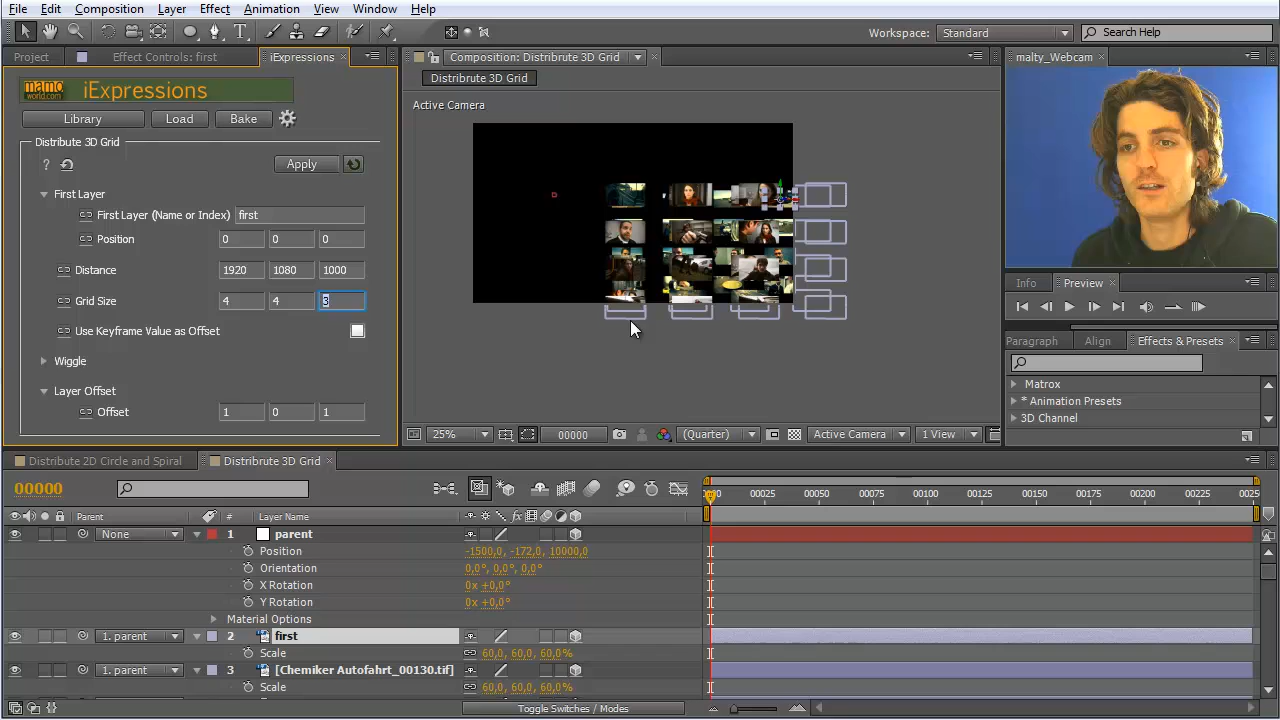 File Edit Composition Layer Effect Animation View Window Help
Workspace: Standard Search Help
Project Effect Controls: first iExpressions
Composition: Distribrute 3D Grid
malty_Webcam
mamo world.com iExpressions
Distribrute 3D Grid
Library Load Bake
Active Camera
Distribute 3D Grid
? Apply
First Layer
First Layer (Name or Index) first
Position 0 0 0
Distance 1920 1080 1000
Grid Size 4 4 3
Use Keyframe Value as Offset
Wiggle
Layer Offset
Offset 1 0 1
25% 00000 (Quarter) Active Camera 1 View
Info Preview
Paragraph Align Effects & Presets
Matrox
* Animation Presets
3D Channel
Distribute 2D Circle and Spiral Distribrute 3D Grid
00000
00025 00050 00075 00100 00125 00150 00175 00200 00225
Parent # Layer Name
None 1 parent
Position -1500,0, -172,0, 10000,0
Orientation 0,0°, 0,0°, 0,0°
X Rotation 0x +0,0°
Y Rotation 0x +0,0°
Material Options
1. parent 2 first
Scale 60,0, 60,0, 60,0%
1. parent 3 [Chemiker Autofahrt_00130.tif]
Scale 60,0, 60,0, 60,0%
Toggle Switches / Modes